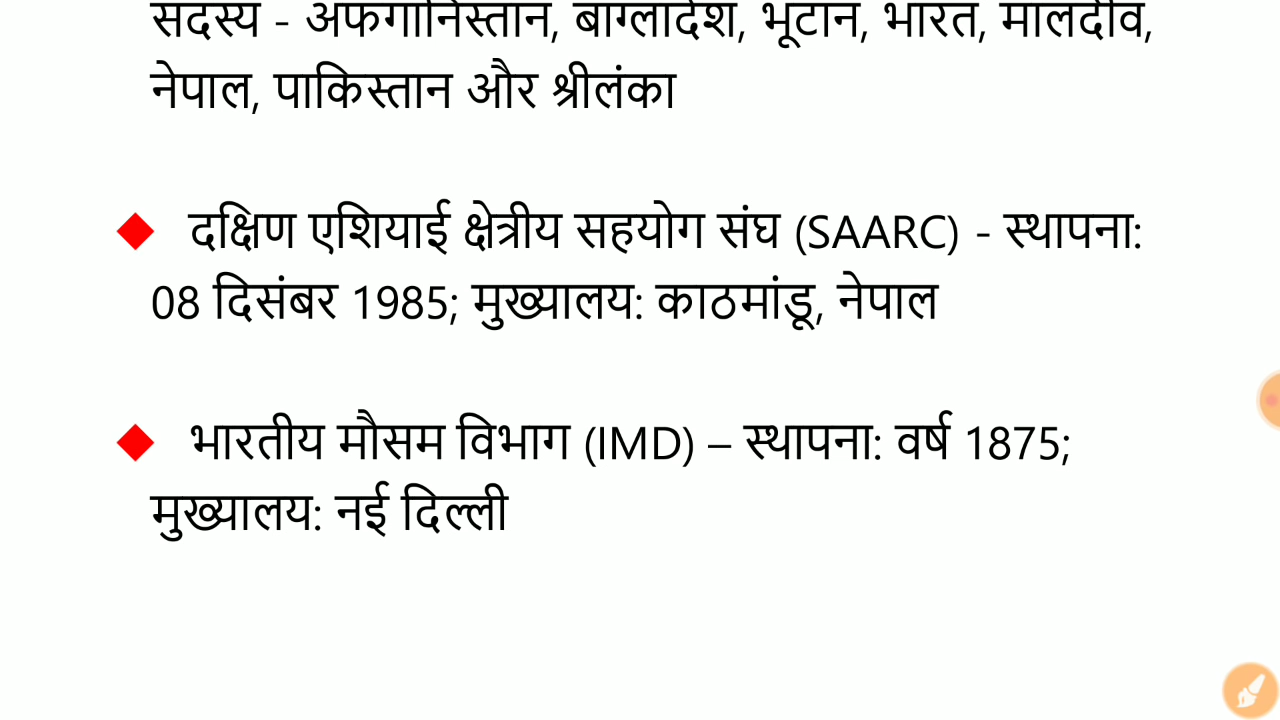 सदस्य - अफगानिस्तान, बांग्लादेश, भूटान, भारत, मालदीव,
नेपाल, पाकिस्तान और श्रीलंका
दक्षिण एशियाई क्षेत्रीय सहयोग संघ (SAARC) - स्थापना:
08 दिसंबर 1985; मुख्यालय: काठमांडू, नेपाल
भारतीय मौसम विभाग (IMD) – स्थापना: वर्ष 1875;
मुख्यालय: नई दिल्ली